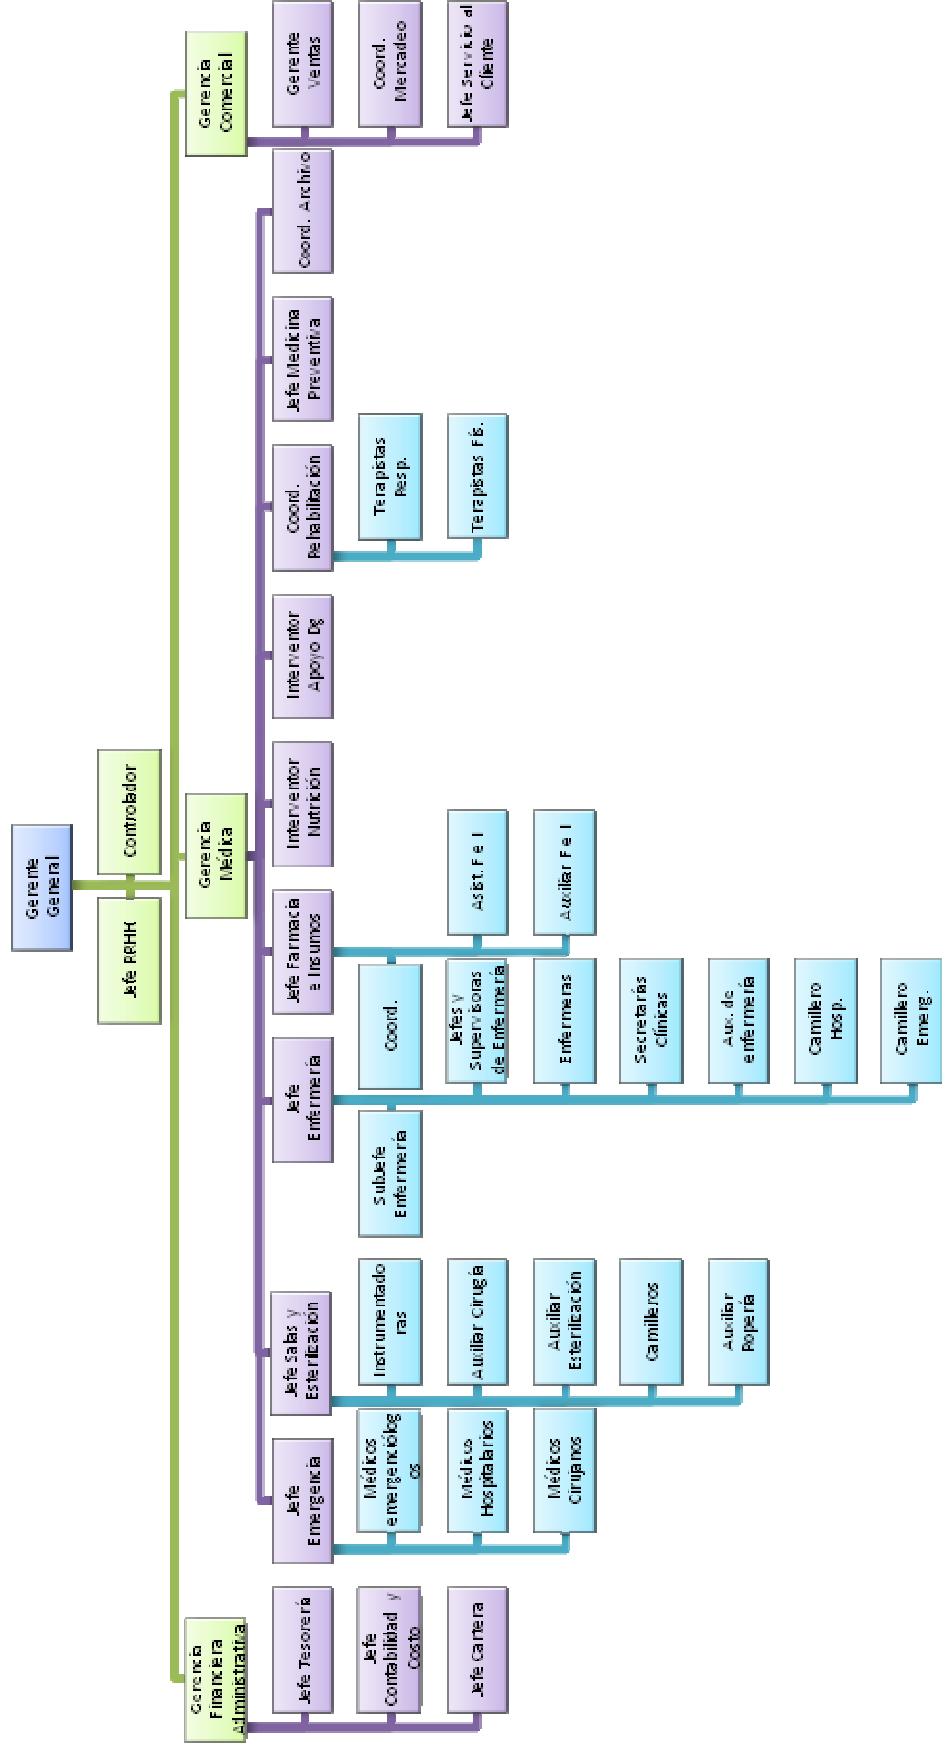 Gerente
General
Jefe RRHH
Controlador
Gerencia
Financiera
Administrativa
Gerencia
Médica
Gerencia
Comercial
Jefe Tesorería
Jefe
Contabilidad y
Costo
Jefe Cartera
Jefe
Emergencia
Médicos
emergenciólog
os
Médicos
Hospitalarios
Médicos
Cirujanos
Jefe Salas y
Esterilización
Instrumentado
ras
Auxiliar Cirugía
Auxiliar
Esterilización
Camilleros
Auxiliar
Ropería
Jefe
Enfermería
SubJefe
Enfermería
Coord.
Jefes y
Supervisoras
de Enfermería
Enfermeras
Secretarías
Clínicas
Aux. de
enfermería
Camillero
Hosp.
Camillero
Emerg.
Jefe Farmacia
e Insumos
Asist. F e I
Auxiliar F e I
Interventor
Nutrición
Interventor
Apoyo Dg
Coord.
Rehabilitación
Terapistas
Resp.
Terapistas Fís.
Jefe Medicina
Preventiva
Coord. Archivo
Gerente
Ventas
Coord.
Mercadeo
Jefe Servicio al
Cliente